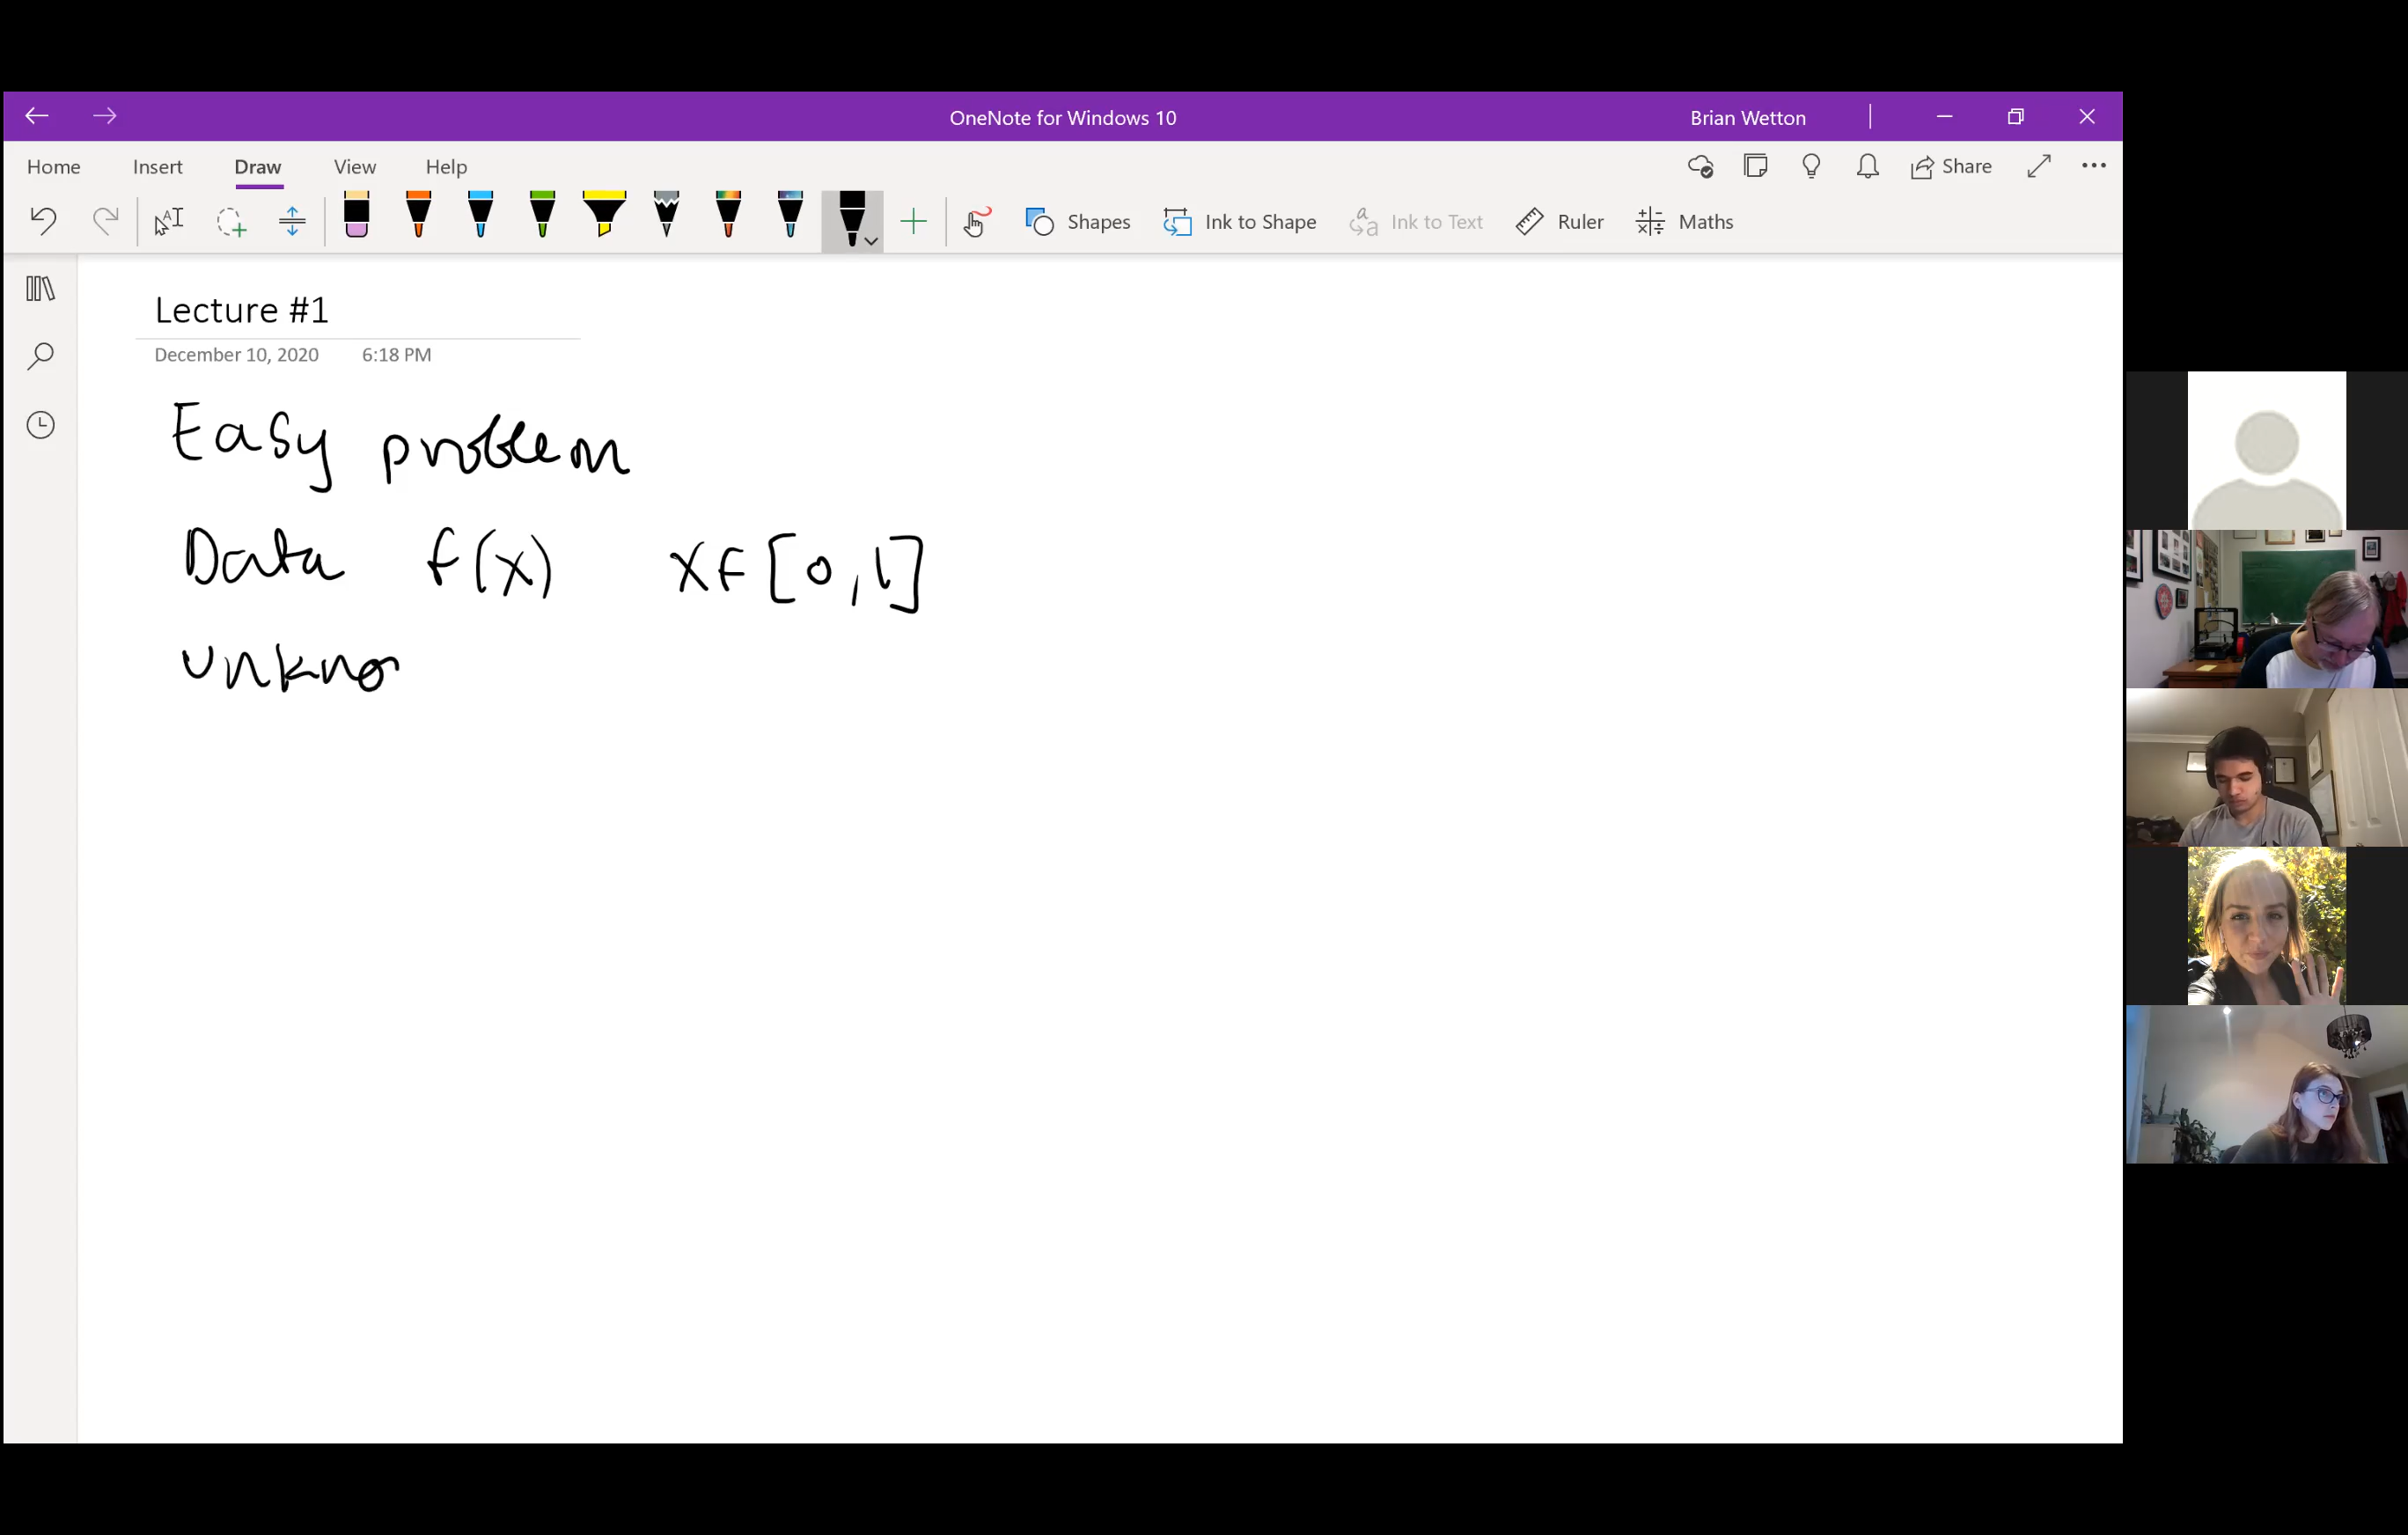 OneNote for Windows 10 Brian Wetton
Home Insert Draw View Help Share
Shapes Ink to Shape Ink to Text Ruler Maths
Lecture #1
December 10, 2020 6:18 PM
Easy problem
Data f(x) x∈[0,1]
unkno